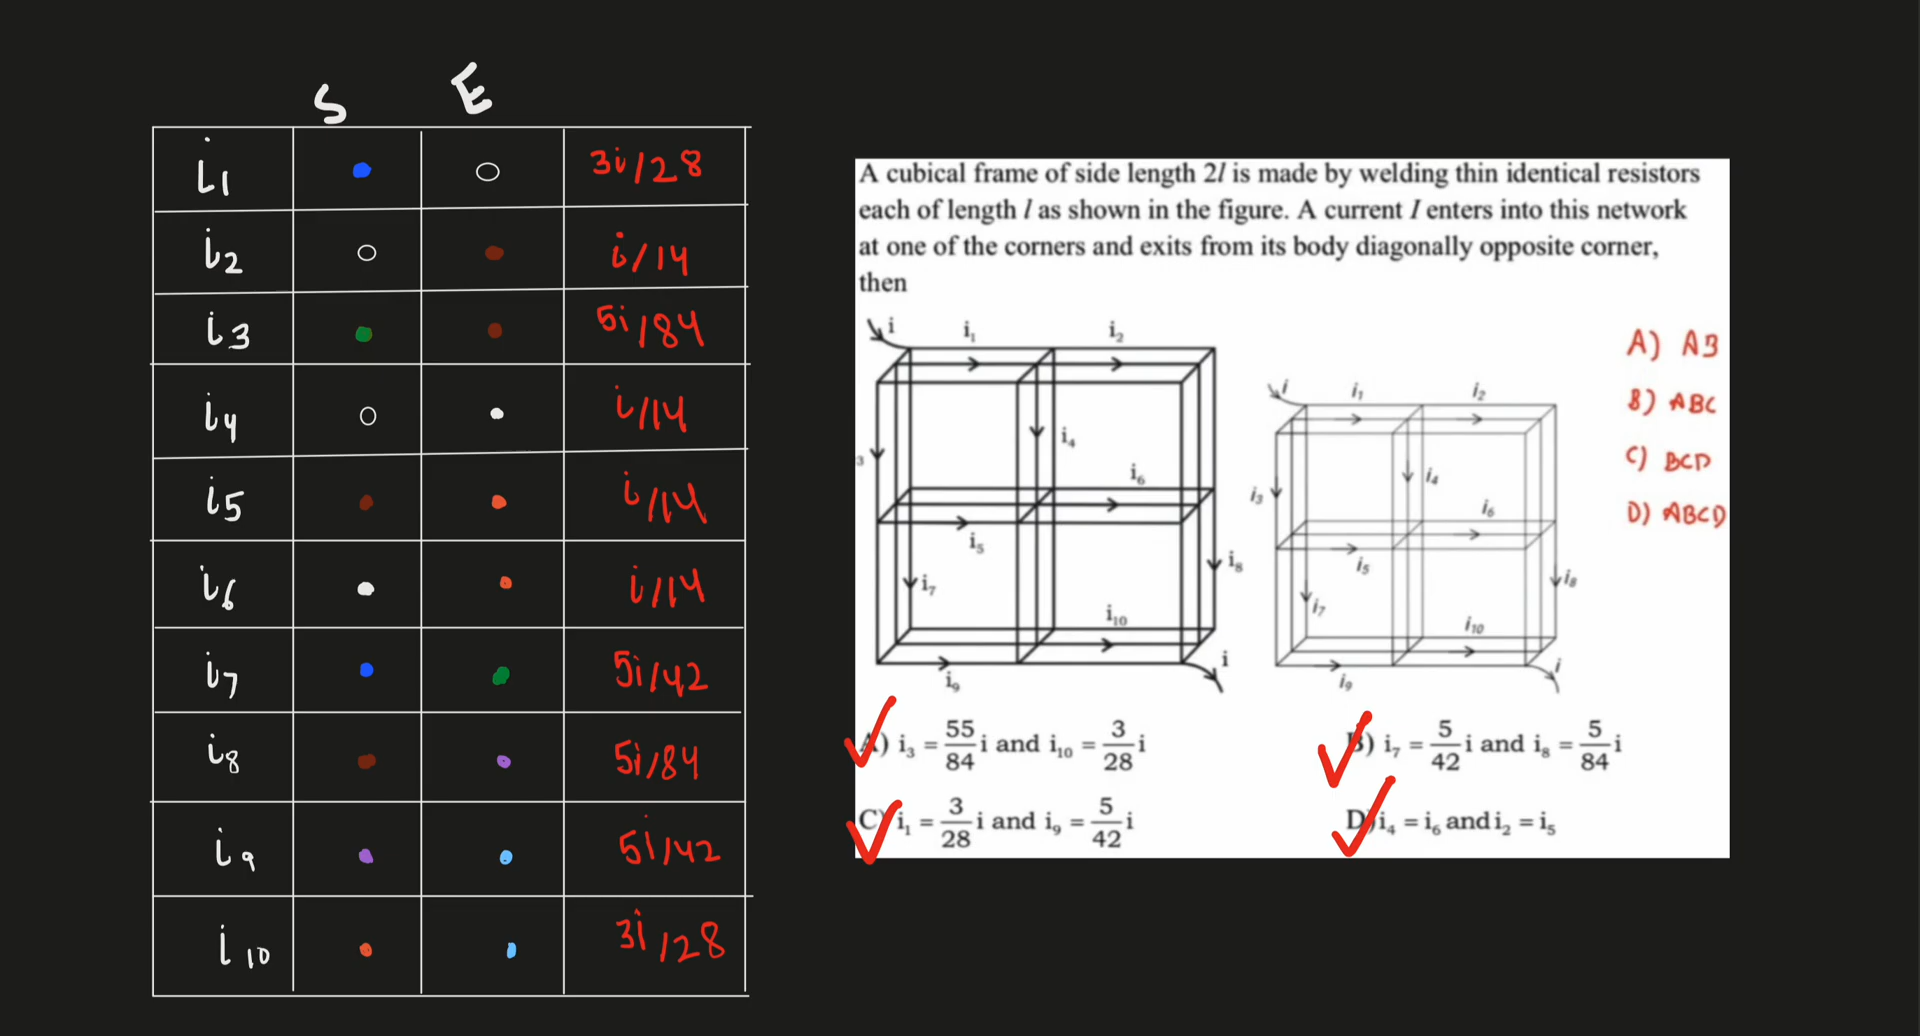 S E
i1 3i/28
i2 i/14
i3 5i/84
i4 i/14
i5 i/14
i6 i/14
i7 5i/42
i8 5i/84
i9 5i/42
i10 3i/28
A cubical frame of side length 2l is made by welding thin identical resistors
each of length l as shown in the figure. A current I enters into this network
at one of the corners and exits from its body diagonally opposite corner,
then
i i₁ i₂
3 i₄
i₆
i₅
i₇ i₈
i₁₀
i₉ i
i i₁ i₂
i₃ i₄
i₆
i₅
i₇ i₈
i₁₀
i₉ i
A) AB
B) ABC
C) BCD
D) ABCD
A) i₃ = 55/84 i and i₁₀ = 3/28 i
B) i₇ = 5/42 i and i₈ = 5/84 i
C) i₁ = 3/28 i and i₉ = 5/42 i
D) i₄ = i₆ and i₂ = i₅